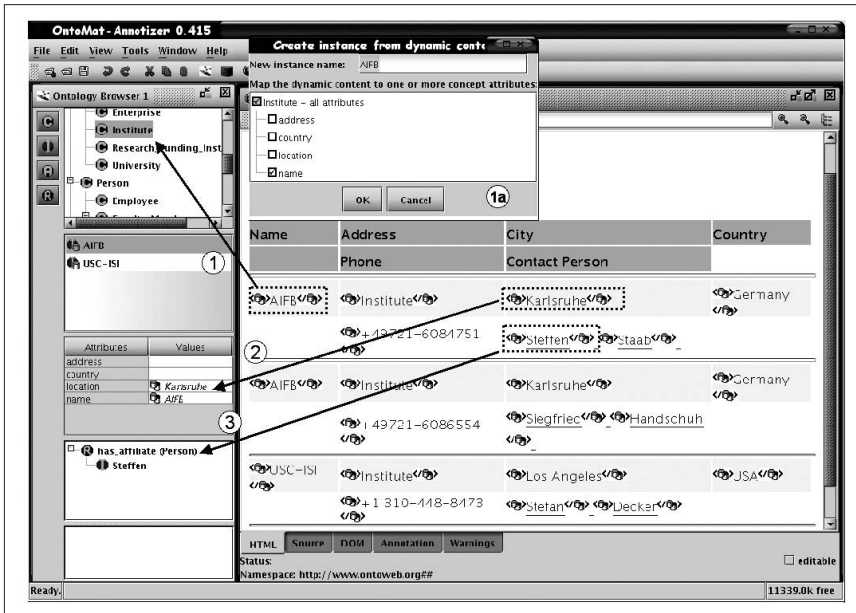 OntoMat-Annotizer 0.415
File Edit View Tools Window Help
Create instance from dynamic conte
New instance name: AIFB
Map the dynamic content to one or more concept attributes:
Institute - all attributes
address
country
location
name
OK Cancel
1a
Ontology Browser 1
Enterprise
Institute
Research_Funding_Inst
University
Person
Employee
AIFB
USC-ISI
1
Attributes Values
address
country
location Karlsruhe
name AIFB
2
3
has_affiliate (Person)
Steffen
Name Address City Country
Phone Contact Person
AIFB Institute Karlsruhe Germany
+49721-6084751 Steffen Staab
AIFB Institute Karlsruhe Germany
+49721-6086554 Siegfried Handschuh
USC-ISI Institute Los Angeles USA
+1 310-448-8473 Stefan Decker
HTML Source DOM Annotation Warnings
Status:
editable
Namespace: http://www.ontoweb.org##
Ready.
11339.0k free